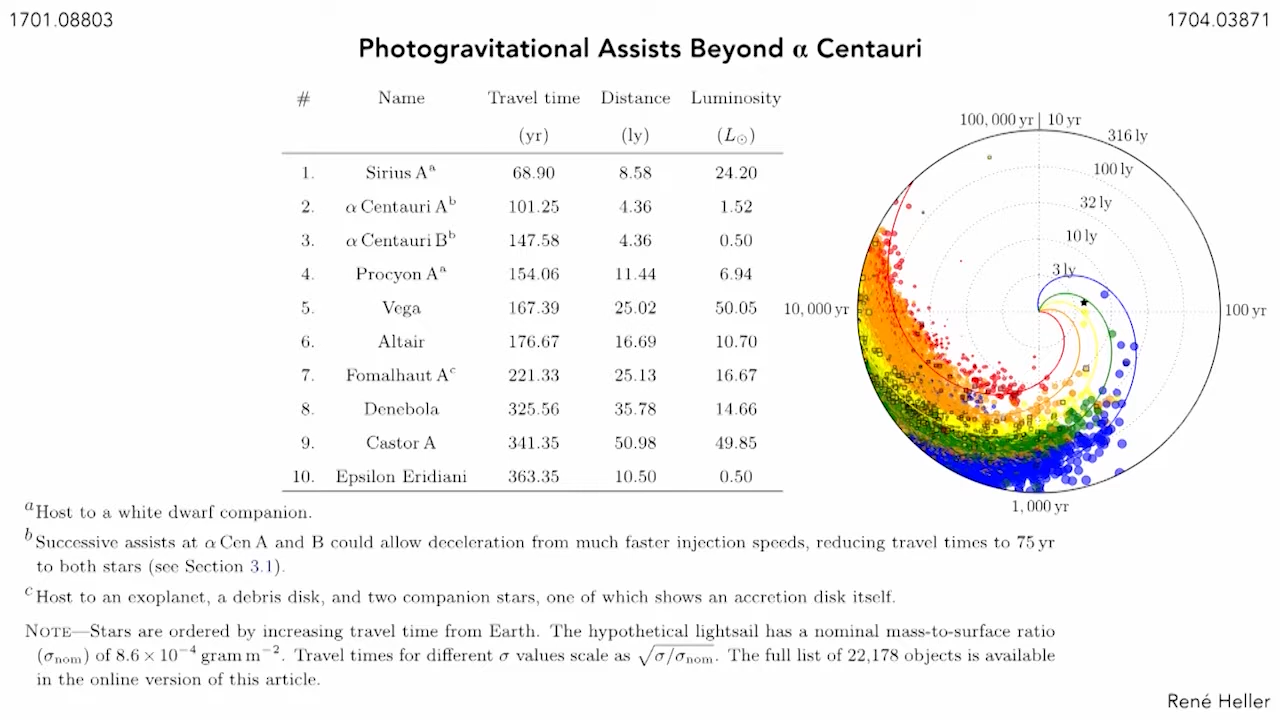 1701.08803
1704.03871
Photogravitational Assists Beyond α Centauri
# Name Travel time Distance Luminosity
(yr) (ly) (L☉)
1. Sirius Aᵃ 68.90 8.58 24.20
2. α Centauri Aᵇ 101.25 4.36 1.52
3. α Centauri Bᵇ 147.58 4.36 0.50
4. Procyon Aᵃ 154.06 11.44 6.94
5. Vega 167.39 25.02 50.05
6. Altair 176.67 16.69 10.70
7. Fomalhaut Aᶜ 221.33 25.13 16.67
8. Denebola 325.56 35.78 14.66
9. Castor A 341.35 50.98 49.85
10. Epsilon Eridiani 363.35 10.50 0.50
100,000 yr | 10 yr
316 ly
100 ly
32 ly
10 ly
3 ly
10,000 yr
100 yr
1,000 yr
ᵃ Host to a white dwarf companion.
ᵇ Successive assists at α Cen A and B could allow deceleration from much faster injection speeds, reducing travel times to 75 yr
to both stars (see Section 3.1).
ᶜ Host to an exoplanet, a debris disk, and two companion stars, one of which shows an accretion disk itself.
Note—Stars are ordered by increasing travel time from Earth. The hypothetical lightsail has a nominal mass-to-surface ratio
(σnom) of 8.6 × 10⁻⁴ gram m⁻². Travel times for different σ values scale as √σ/σnom. The full list of 22,178 objects is available
in the online version of this article.
René Heller